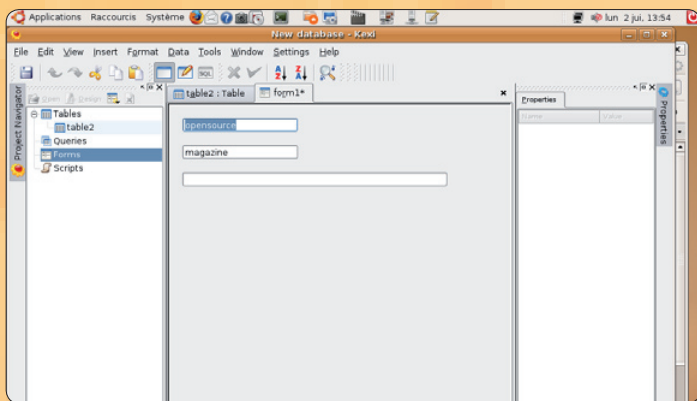 Applications Raccourcis Système lun 2 jui, 13:54
New database - Kexi
File Edit View Insert Format Data Tools Window Settings Help
SQL
Project Navigator
Open Design
Tables
table2
Queries
Forms
Scripts
table2 : Table form1*
opensource
magazine
Properties
Name Value
Properties